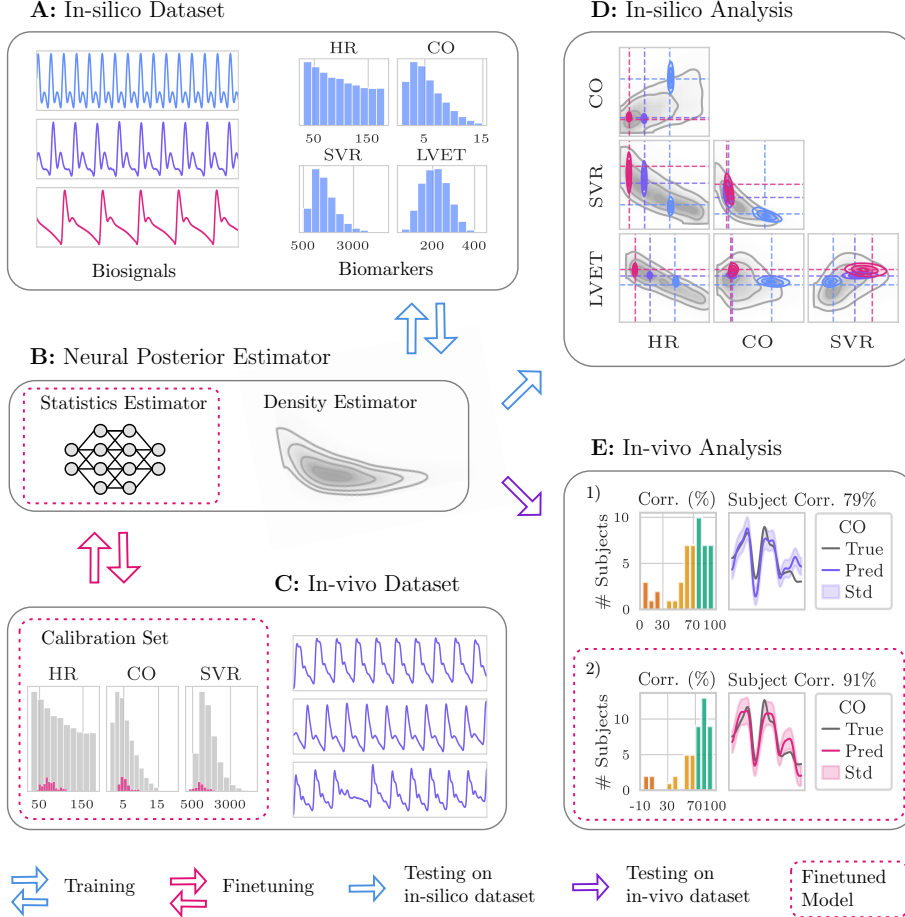 A: In-silico Dataset
HR
CO
50 150
5 15
SVR
LVET
500 3000
200 400
Biosignals
Biomarkers
B: Neural Posterior Estimator
Statistics Estimator
Density Estimator
C: In-vivo Dataset
Calibration Set
HR
CO
SVR
50 150
5 15
500 3000
D: In-silico Analysis
CO
SVR
LVET
HR
CO
SVR
E: In-vivo Analysis
1)
Corr. (%)
Subject Corr. 79%
# Subjects
10
5
0
0 30 70 100
CO
True
Pred
Std
2)
Corr. (%)
Subject Corr. 91%
# Subjects
10
5
0
-10 30 70 100
CO
True
Pred
Std
Training
Finetuning
Testing on
in-silico dataset
Testing on
in-vivo dataset
Finetuned
Model